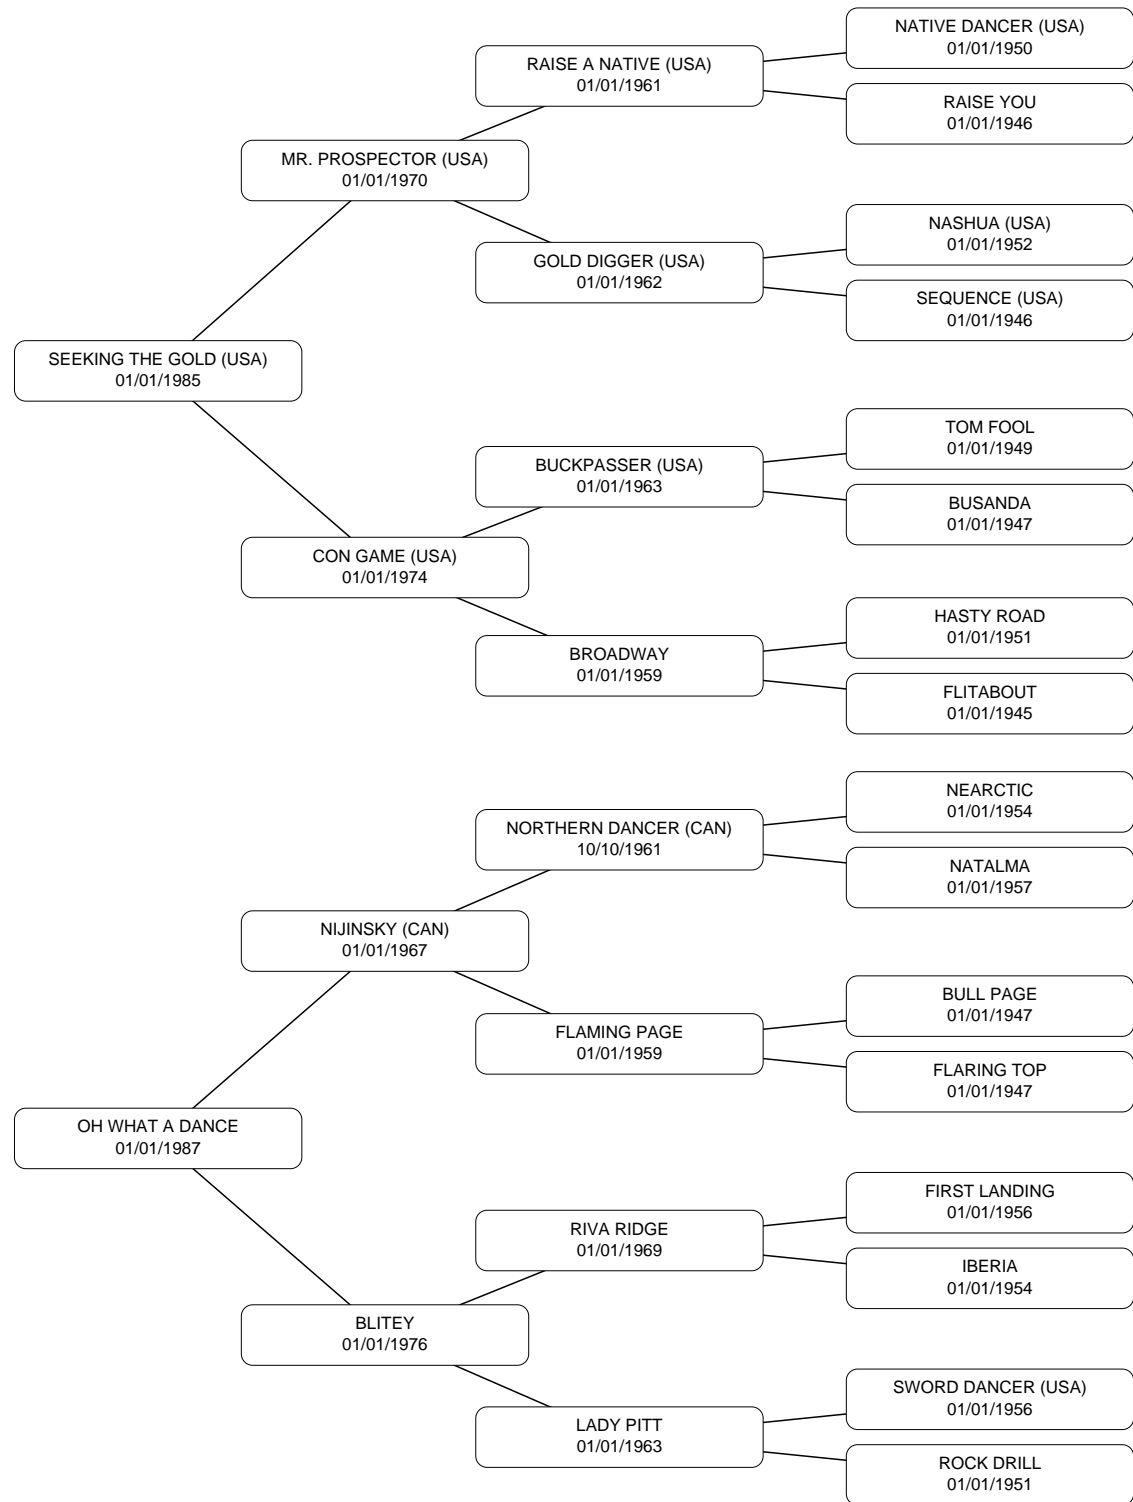 NATIVE DANCER (USA)
01/01/1950
RAISE A NATIVE (USA)
01/01/1961
RAISE YOU
01/01/1946
MR. PROSPECTOR (USA)
01/01/1970
NASHUA (USA)
01/01/1952
GOLD DIGGER (USA)
01/01/1962
SEQUENCE (USA)
01/01/1946
SEEKING THE GOLD (USA)
01/01/1985
TOM FOOL
01/01/1949
BUCKPASSER (USA)
01/01/1963
BUSANDA
01/01/1947
CON GAME (USA)
01/01/1974
HASTY ROAD
01/01/1951
BROADWAY
01/01/1959
FLITABOUT
01/01/1945
NEARCTIC
01/01/1954
NORTHERN DANCER (CAN)
10/10/1961
NATALMA
01/01/1957
NIJINSKY (CAN)
01/01/1967
BULL PAGE
01/01/1947
FLAMING PAGE
01/01/1959
FLARING TOP
01/01/1947
OH WHAT A DANCE
01/01/1987
FIRST LANDING
01/01/1956
RIVA RIDGE
01/01/1969
IBERIA
01/01/1954
BLITEY
01/01/1976
SWORD DANCER (USA)
01/01/1956
LADY PITT
01/01/1963
ROCK DRILL
01/01/1951